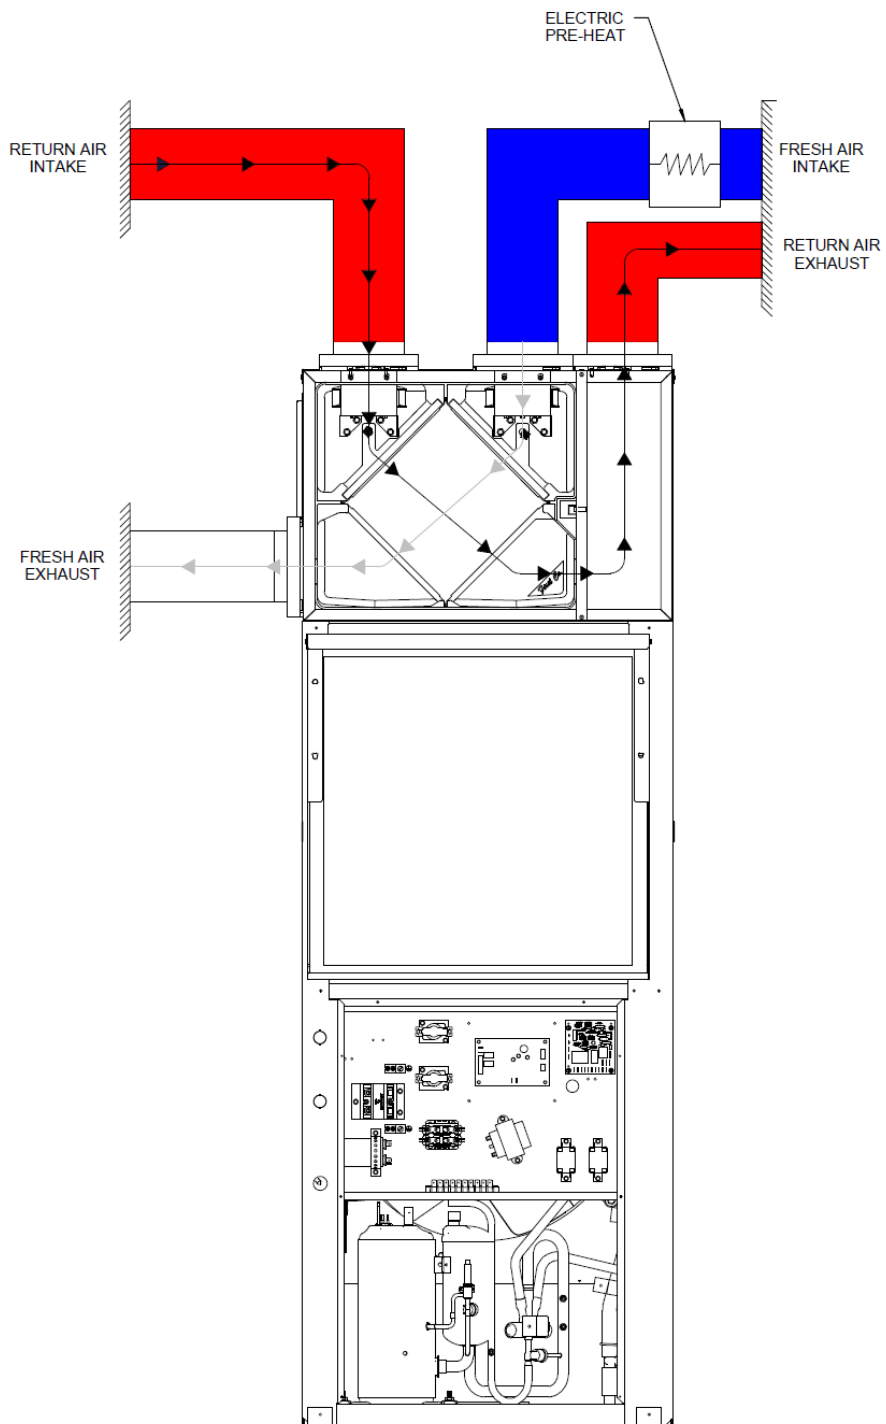 ELECTRIC
PRE-HEAT
RETURN AIR
INTAKE
FRESH AIR
INTAKE
RETURN AIR
EXHAUST
FRESH AIR
EXHAUST